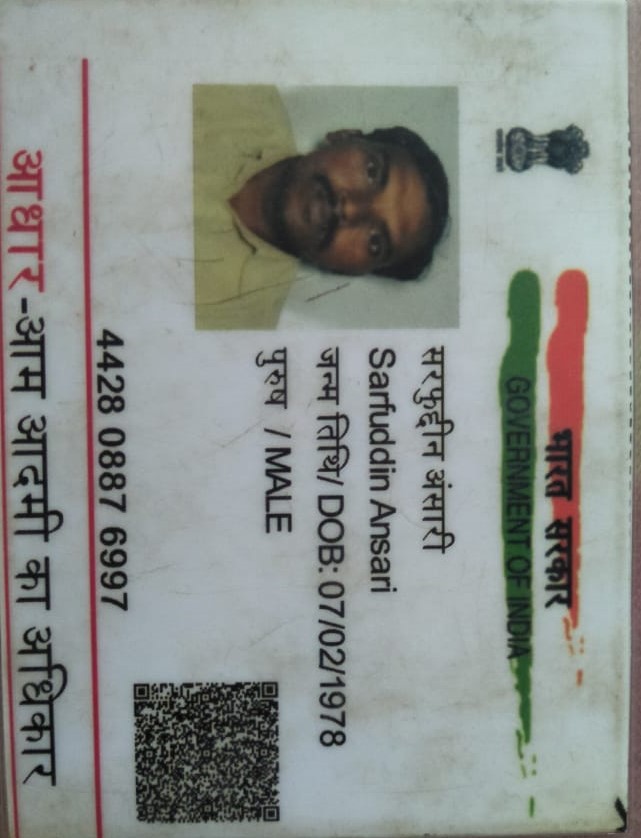 भारत सरकार
GOVERNMENT OF INDIA
सरफुद्दीन अंसारी
Sarfuddin Ansari
जन्म तिथि/ DOB: 07/02/1978
पुरुष / MALE
4428 0887 6997
आधार-आम आदमी का अधिकार